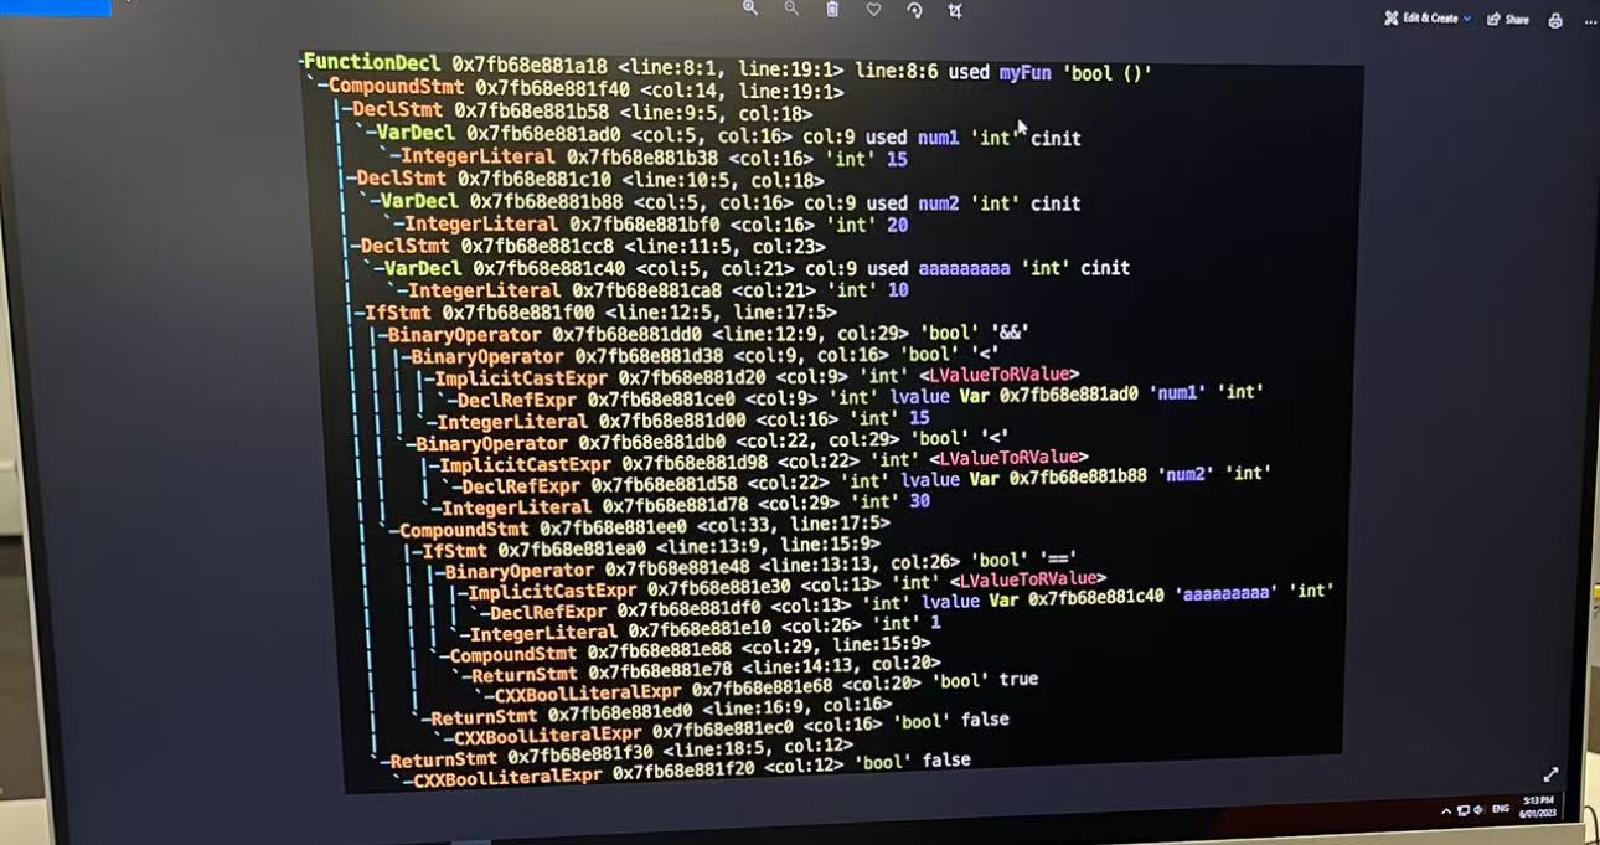 Edit & Create Share
-FunctionDecl 0x7fb68e881a18 <line:8:1, line:19:1> line:8:6 used myFun 'bool ()'
`-CompoundStmt 0x7fb68e881f40 <col:14, line:19:1>
|-DeclStmt 0x7fb68e881b58 <line:9:5, col:18>
| `-VarDecl 0x7fb68e881ad0 <col:5, col:16> col:9 used num1 'int' cinit
| `-IntegerLiteral 0x7fb68e881b38 <col:16> 'int' 15
|-DeclStmt 0x7fb68e881c10 <line:10:5, col:18>
| `-VarDecl 0x7fb68e881b88 <col:5, col:16> col:9 used num2 'int' cinit
| `-IntegerLiteral 0x7fb68e881bf0 <col:16> 'int' 20
|-DeclStmt 0x7fb68e881cc8 <line:11:5, col:23>
| `-VarDecl 0x7fb68e881c40 <col:5, col:21> col:9 used aaaaaaaaa 'int' cinit
| `-IntegerLiteral 0x7fb68e881ca8 <col:21> 'int' 10
|-IfStmt 0x7fb68e881f00 <line:12:5, line:17:5>
| |-BinaryOperator 0x7fb68e881dd0 <line:12:9, col:29> 'bool' '&&'
| | |-BinaryOperator 0x7fb68e881d38 <col:9, col:16> 'bool' '<'
| | | |-ImplicitCastExpr 0x7fb68e881d20 <col:9> 'int' <LValueToRValue>
| | | | `-DeclRefExpr 0x7fb68e881ce0 <col:9> 'int' lvalue Var 0x7fb68e881ad0 'num1' 'int'
| | | `-IntegerLiteral 0x7fb68e881d00 <col:16> 'int' 15
| | `-BinaryOperator 0x7fb68e881db0 <col:22, col:29> 'bool' '<'
| | |-ImplicitCastExpr 0x7fb68e881d98 <col:22> 'int' <LValueToRValue>
| | | `-DeclRefExpr 0x7fb68e881d58 <col:22> 'int' lvalue Var 0x7fb68e881b88 'num2' 'int'
| | `-IntegerLiteral 0x7fb68e881d78 <col:29> 'int' 30
| `-CompoundStmt 0x7fb68e881ee0 <col:33, line:17:5>
| |-IfStmt 0x7fb68e881ea0 <line:13:9, line:15:9>
| | |-BinaryOperator 0x7fb68e881e48 <line:13:13, col:26> 'bool' '=='
| | | |-ImplicitCastExpr 0x7fb68e881e30 <col:13> 'int' <LValueToRValue>
| | | | `-DeclRefExpr 0x7fb68e881df0 <col:13> 'int' lvalue Var 0x7fb68e881c40 'aaaaaaaaa' 'int'
| | | `-IntegerLiteral 0x7fb68e881e10 <col:26> 'int' 1
| | `-CompoundStmt 0x7fb68e881e88 <col:29, line:15:9>
| | `-ReturnStmt 0x7fb68e881e78 <line:14:13, col:20>
| | `-CXXBoolLiteralExpr 0x7fb68e881e68 <col:20> 'bool' true
| `-ReturnStmt 0x7fb68e881ed0 <line:16:9, col:16>
| `-CXXBoolLiteralExpr 0x7fb68e881ec0 <col:16> 'bool' false
`-ReturnStmt 0x7fb68e881f30 <line:18:5, col:12>
`-CXXBoolLiteralExpr 0x7fb68e881f20 <col:12> 'bool' false
5:13 PM
ENG
6/01/2023